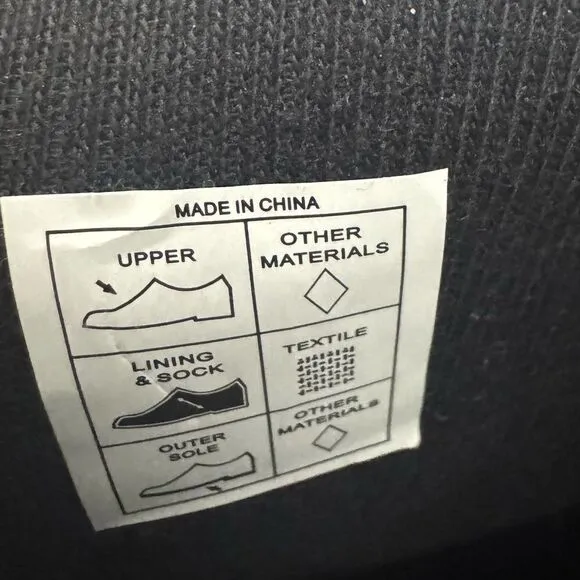 MADE IN CHINA
UPPER
OTHER
MATERIALS
LINING
& SOCK
TEXTILE
OUTER
SOLE
OTHER
MATERIALS